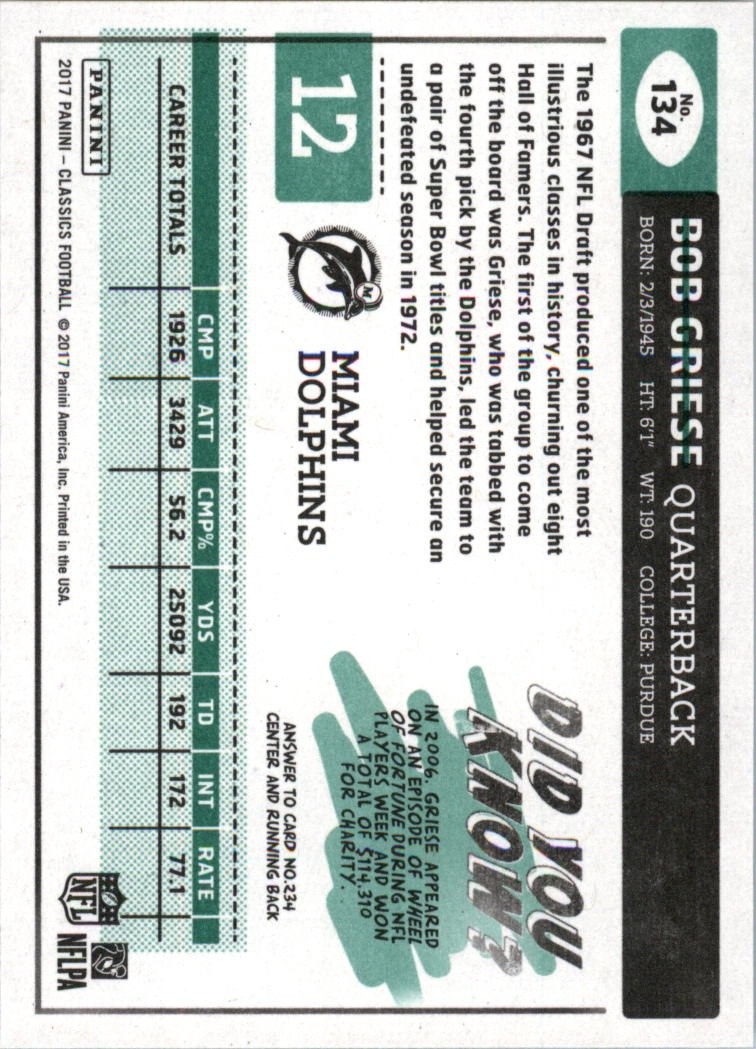 No.
134
BOB GRIESE QUARTERBACK
BORN: 2/3/1945 HT: 6'1" WT: 190 COLLEGE: PURDUE
The 1967 NFL Draft produced one of the most
illustrious classes in history, churning out eight
Hall of Famers. The first of the group to come
off the board was Griese, who was tabbed with
the fourth pick by the Dolphins, led the team to
a pair of Super Bowl titles and helped secure an
undefeated season in 1972.
DID YOU
KNOW?
IN 2006, GRIESE APPEARED
ON AN EPISODE OF WHEEL
OF FORTUNE DURING NFL
PLAYERS WEEK AND WON
A TOTAL OF $114,310
FOR CHARITY.
12
M
MIAMI
DOLPHINS
ANSWER TO CARD NO.234
CENTER AND RUNNING BACK
CMP ATT CMP% YDS TD INT RATE
CAREER TOTALS 1926 3429 56.2 25092 192 172 77.1
PANINI
2017 PANINI – CLASSICS FOOTBALL © 2017 Panini America, Inc. Printed in the USA.
NFL
NFLPA